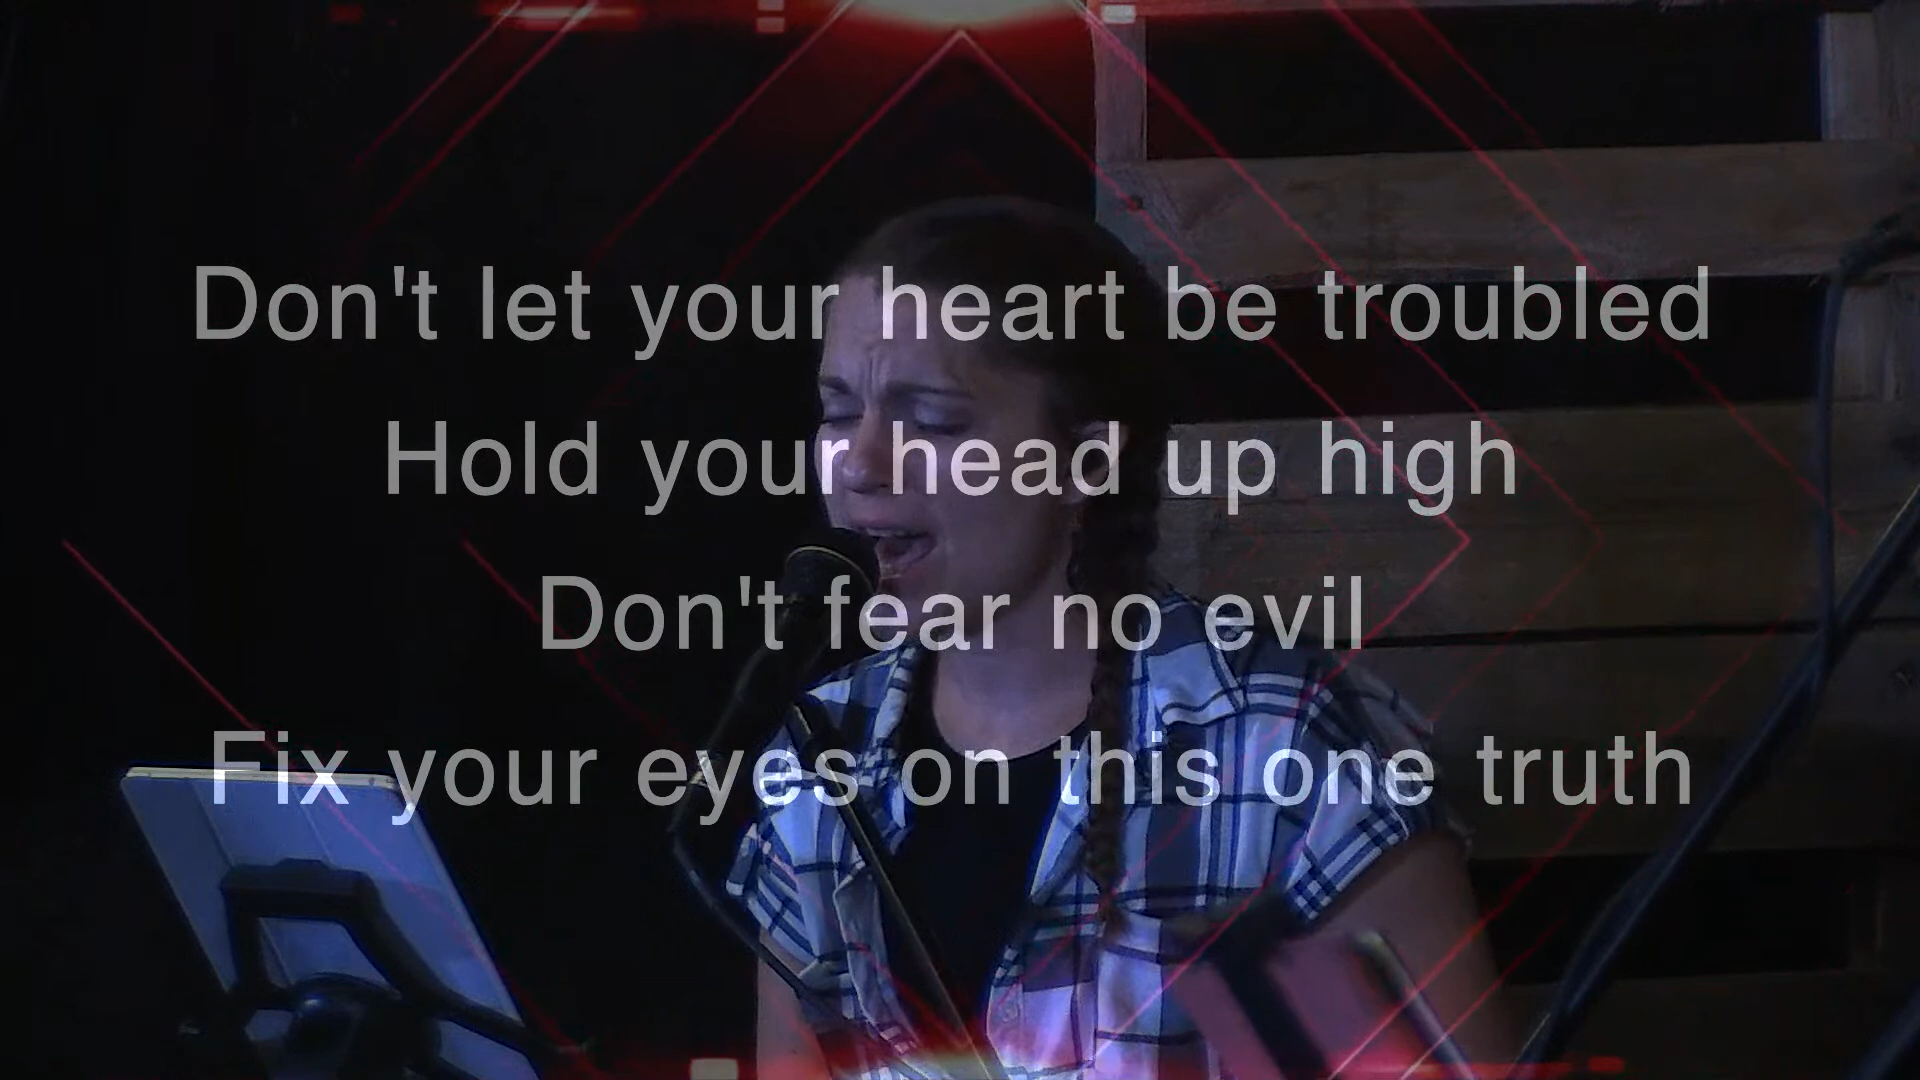 Don't let your heart be troubled
Hold your head up high
Don't fear no evil
Fix your eyes on this one truth